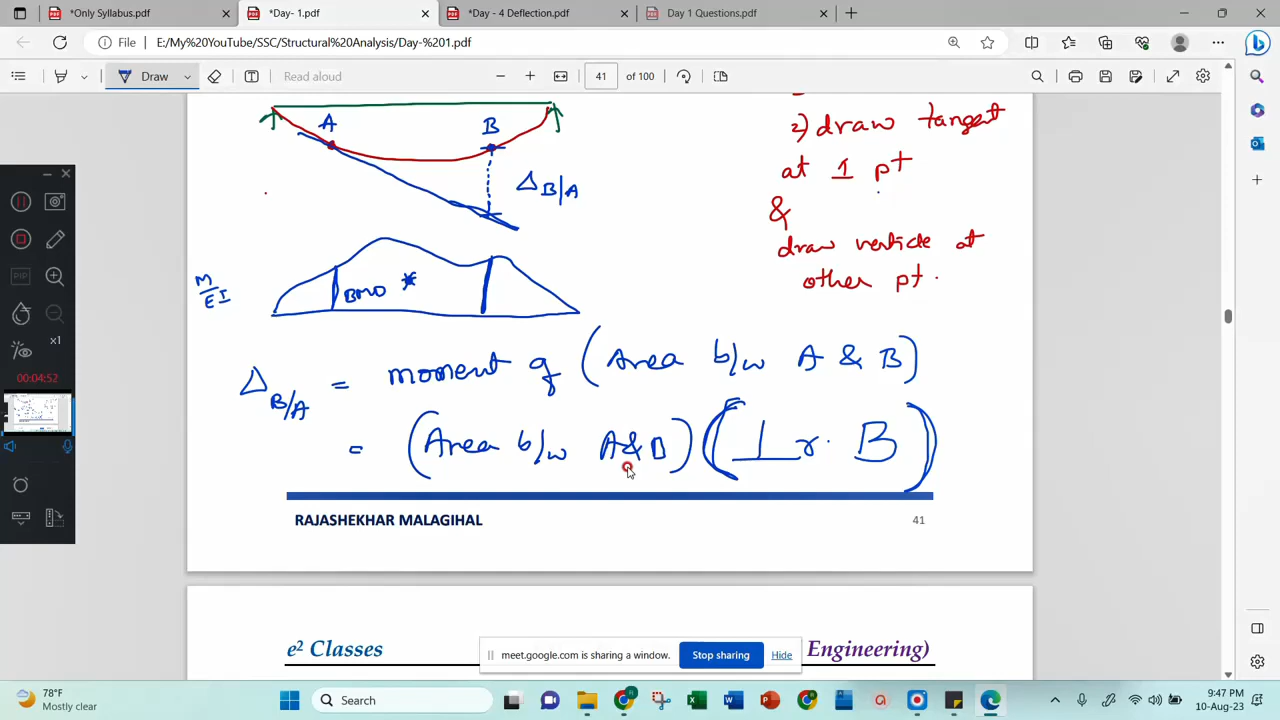 *Only Syllabus.pdf
*Day- 1.pdf
*Day - 4 Deflection.pdf
Day 1 Questions.pdf
File
E:/My%20YouTube/SSC/Structural%20Analysis/Day-%201.pdf
Draw
Read aloud
41 of 100
A
B
Δ B/A
M/EI
BMD *
2) draw tangent
at 1 pt
&
draw verticle at
other pt.
Δ B/A = moment of (Area b/w A & B)
= (Area b/w A&B) (⊥r. B)
RAJASHEKHAR MALAGIHAL
41
e² Classes
Engineering)
meet.google.com is sharing a window.
Stop sharing
Hide
PIP
x1
00:04:52
78°F
Mostly clear
Search
9:47 PM
10-Aug-23